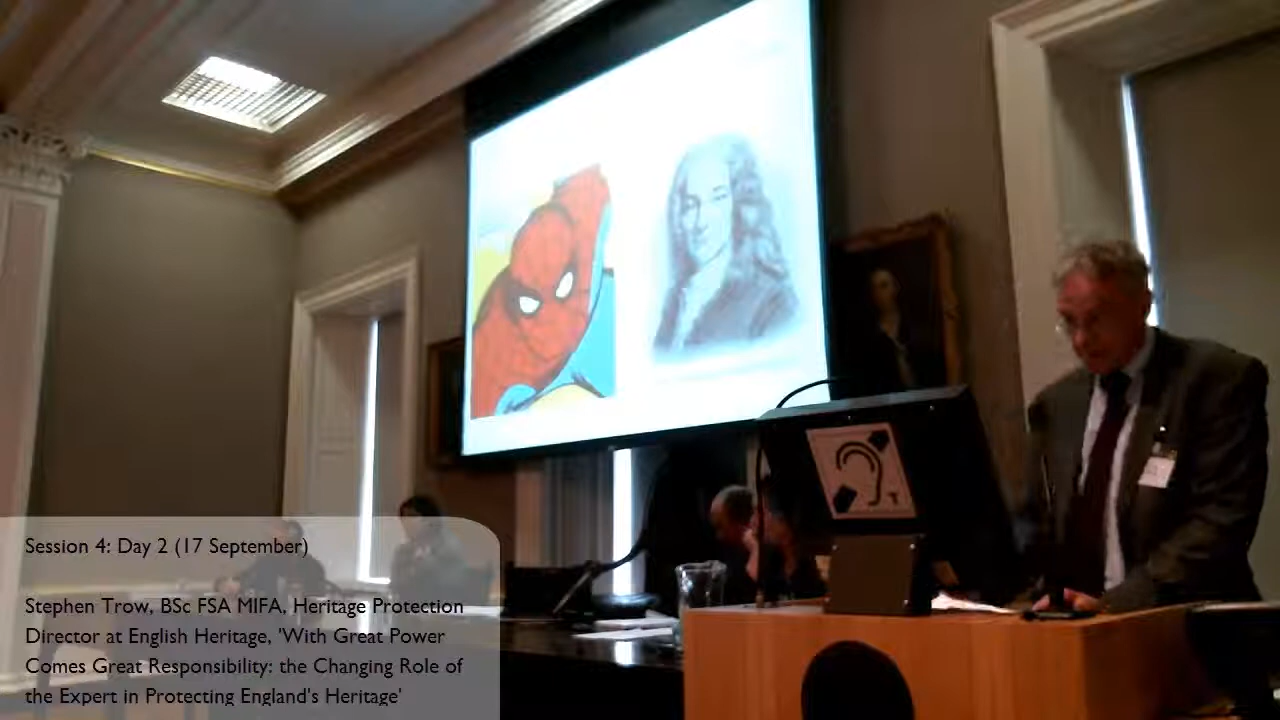 Session 4: Day 2 (17 September)
Stephen Trow, BSc FSA MIFA, Heritage Protection
Director at English Heritage, 'With Great Power
Comes Great Responsibility: the Changing Role of
the Expert in Protecting England's Heritage'
T